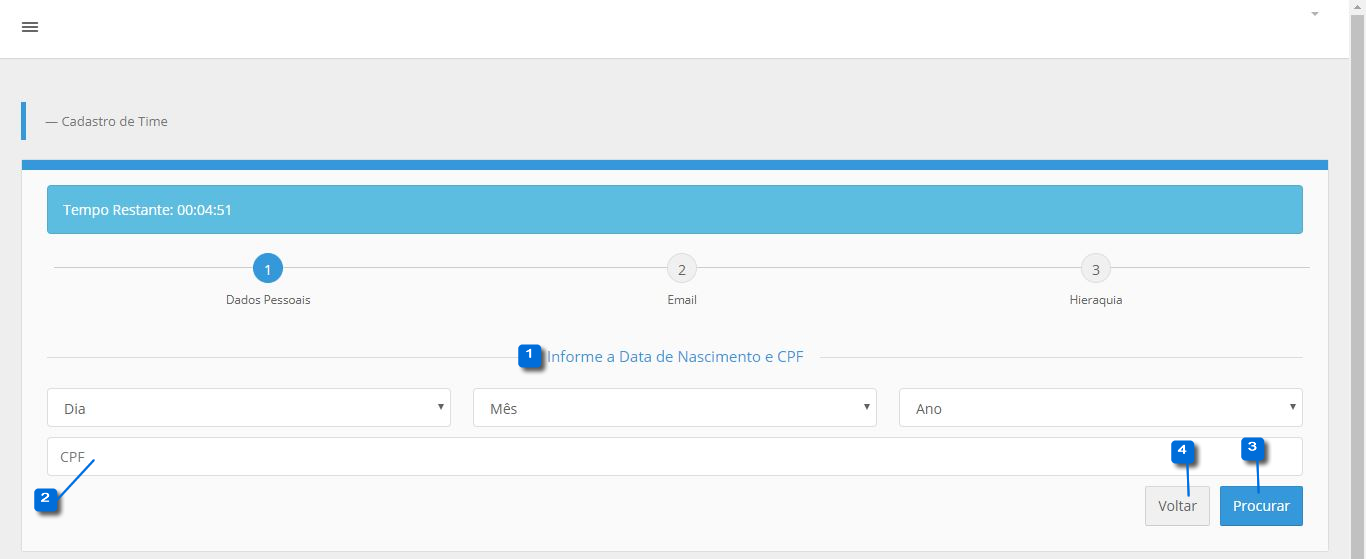 — Cadastro de Time
Tempo Restante: 00:04:51
1 2 3
Dados Pessoais Email Hieraquia
1 Informe a Data de Nascimento e CPF
Dia Mês Ano
CPF
4 3
2
Voltar Procurar